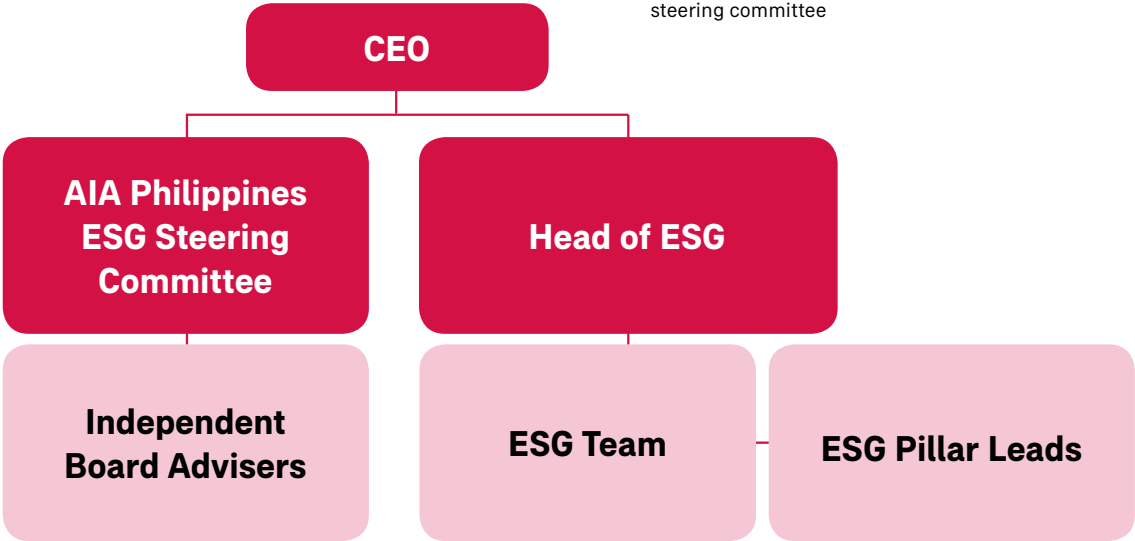 steering committee
CEO
AIA Philippines
ESG Steering
Committee
Head of ESG
Independent
Board Advisers
ESG Team
ESG Pillar Leads